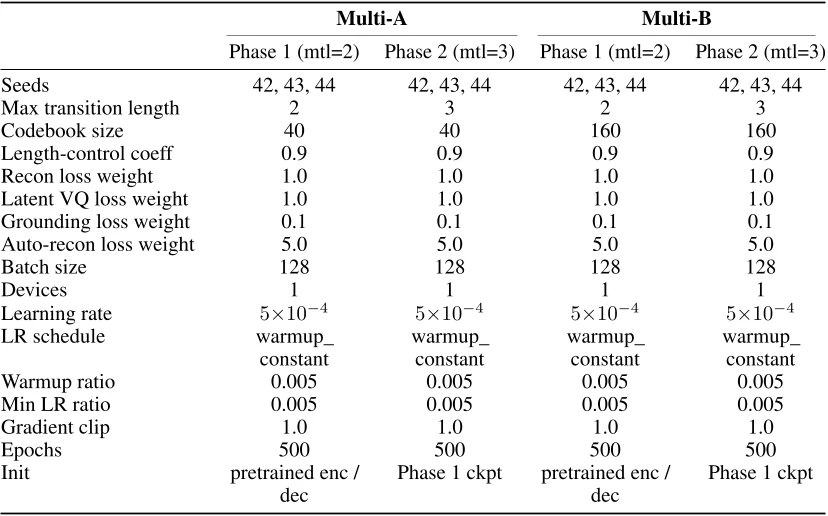 Multi-A Multi-B
Phase 1 (mtl=2) Phase 2 (mtl=3) Phase 1 (mtl=2) Phase 2 (mtl=3)
Seeds 42, 43, 44 42, 43, 44 42, 43, 44 42, 43, 44
Max transition length 2 3 2 3
Codebook size 40 40 160 160
Length-control coeff 0.9 0.9 0.9 0.9
Recon loss weight 1.0 1.0 1.0 1.0
Latent VQ loss weight 1.0 1.0 1.0 1.0
Grounding loss weight 0.1 0.1 0.1 0.1
Auto-recon loss weight 5.0 5.0 5.0 5.0
Batch size 128 128 128 128
Devices 1 1 1 1
Learning rate 5×10⁻⁴ 5×10⁻⁴ 5×10⁻⁴ 5×10⁻⁴
LR schedule warmup_ warmup_ warmup_ warmup_
constant constant constant constant
Warmup ratio 0.005 0.005 0.005 0.005
Min LR ratio 0.005 0.005 0.005 0.005
Gradient clip 1.0 1.0 1.0 1.0
Epochs 500 500 500 500
Init pretrained enc / Phase 1 ckpt pretrained enc / Phase 1 ckpt
dec dec